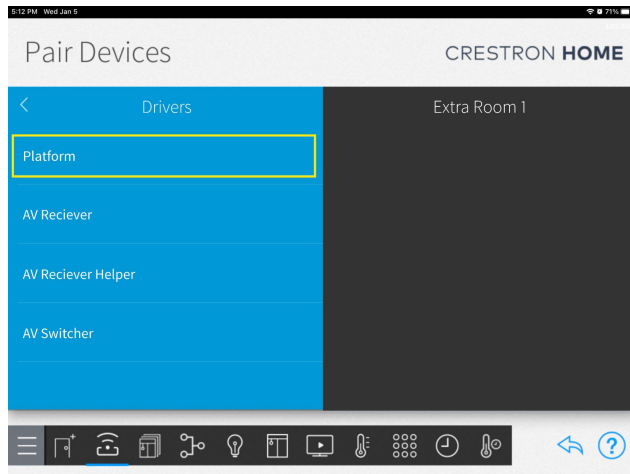 5:12 PM Wed Jan 5
71%
Pair Devices
CRESTRON HOME
Drivers
Extra Room 1
Platform
AV Reciever
AV Reciever Helper
AV Switcher
?